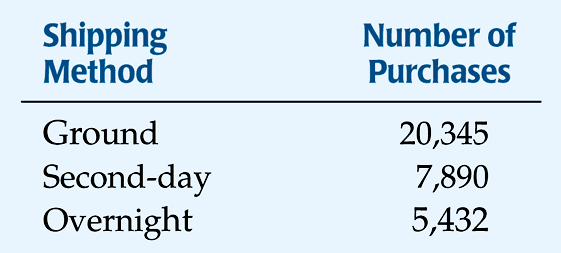 Shipping Number of
Method Purchases
Ground 20,345
Second-day 7,890
Overnight 5,432